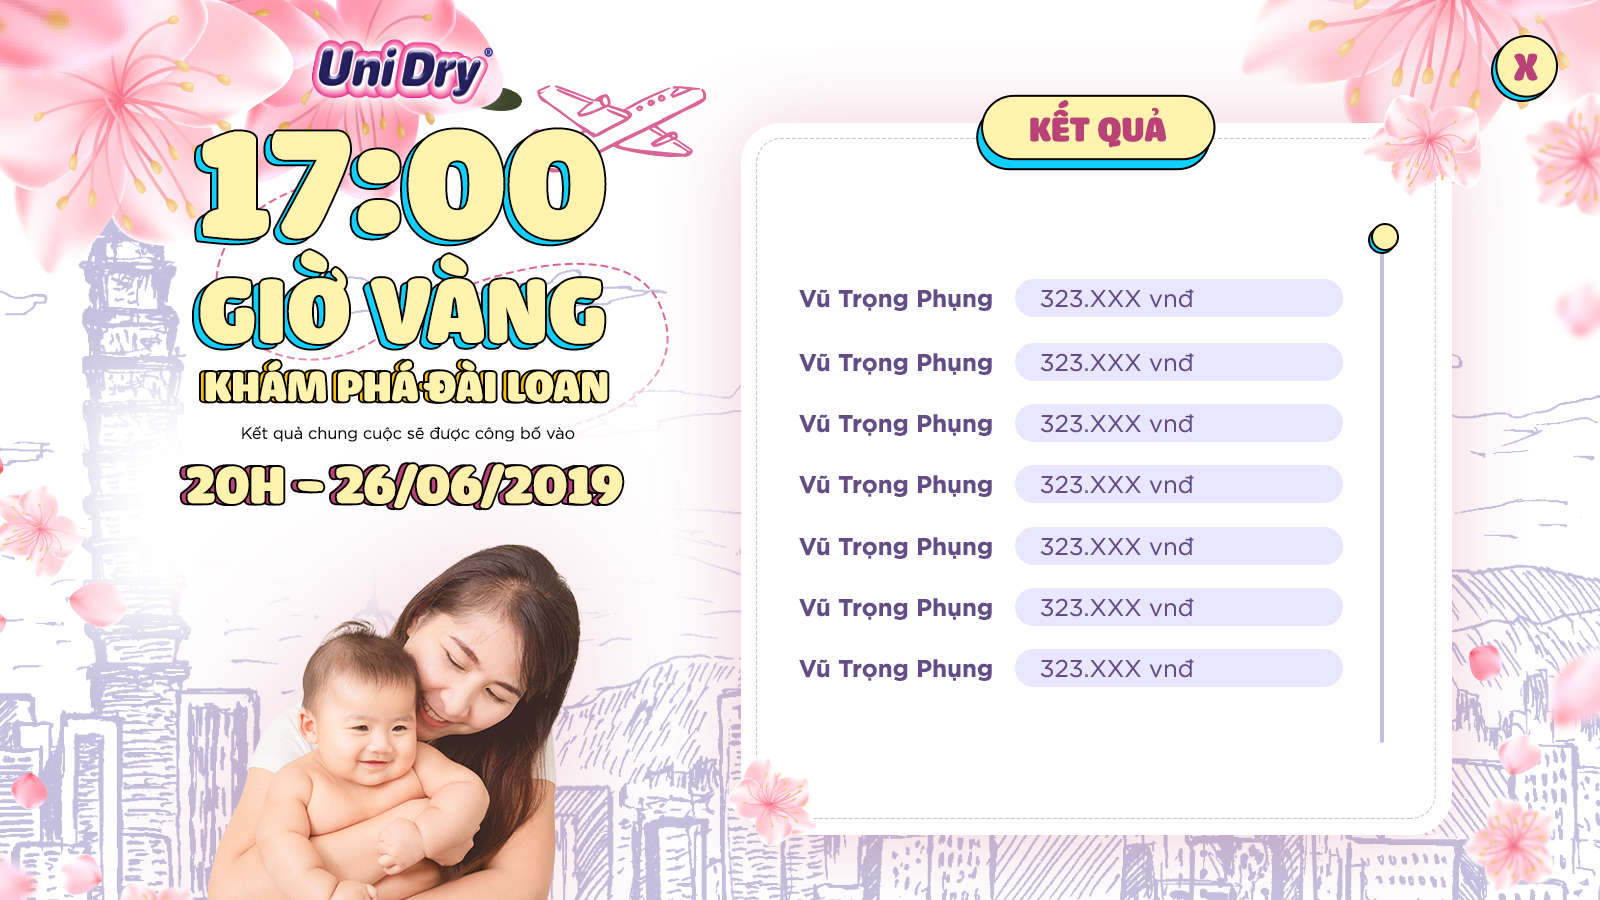 Uni Dry®
17:00
GIỜ VÀNG
KHÁM PHÁ ĐÀI LOAN
Kết quả chung cuộc sẽ được công bố vào
20H – 26/06/2019
X
KẾT QUẢ
Vũ Trọng Phụng 323.XXX vnđ
Vũ Trọng Phụng 323.XXX vnđ
Vũ Trọng Phụng 323.XXX vnđ
Vũ Trọng Phụng 323.XXX vnđ
Vũ Trọng Phụng 323.XXX vnđ
Vũ Trọng Phụng 323.XXX vnđ
Vũ Trọng Phụng 323.XXX vnđ